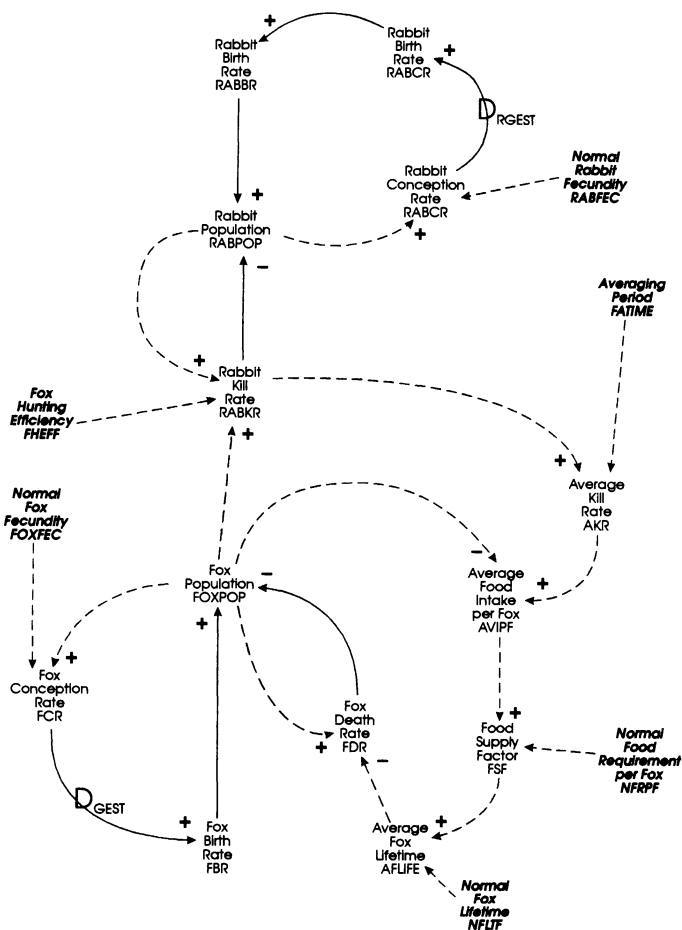 +
Rabbit
Birth
Rate
RABBR
Rabbit
Birth
Rate
RABCR
+
D RGEST
Rabbit
Conception
Rate
RABCR
+
Normal
Rabbit
Fecundity
RABFEC
+
Rabbit
Population
RABPOP
−
Averaging
Period
FATIME
+
Rabbit
Kill
Rate
RABKR
+
Fox
Hunting
Efficiency
FHEFF
+
Average
Kill
Rate
AKR
Normal
Fox
Fecundity
FOXFEC
−
Average
Food
Intake
per Fox
AVIPF
+
Fox
Population
FOXPOP
−
+
+
Fox
Conception
Rate
FCR
Fox
Death
Rate
FDR
+
−
+
Food
Supply
Factor
FSF
Normal
Food
Requirement
per Fox
NFRPF
D GEST
+
Fox
Birth
Rate
FBR
Average
Fox
Lifetime
AFLIFE
+
Normal
Fox
Lifetime
NFLTF